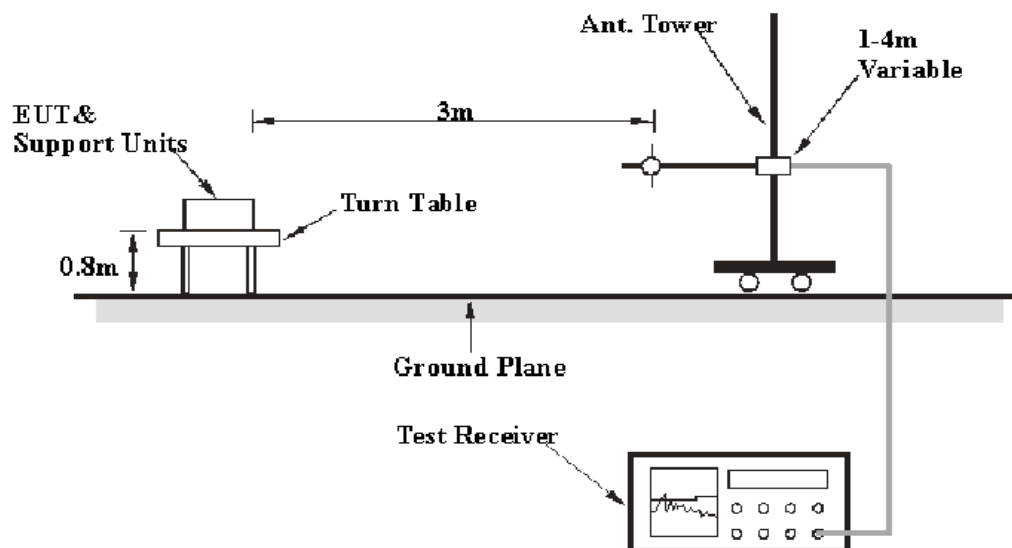 Ant. Tower
1-4m
Variable
3m
EUT&
Support Units
Turn Table
0.8m
Ground Plane
Test Receiver